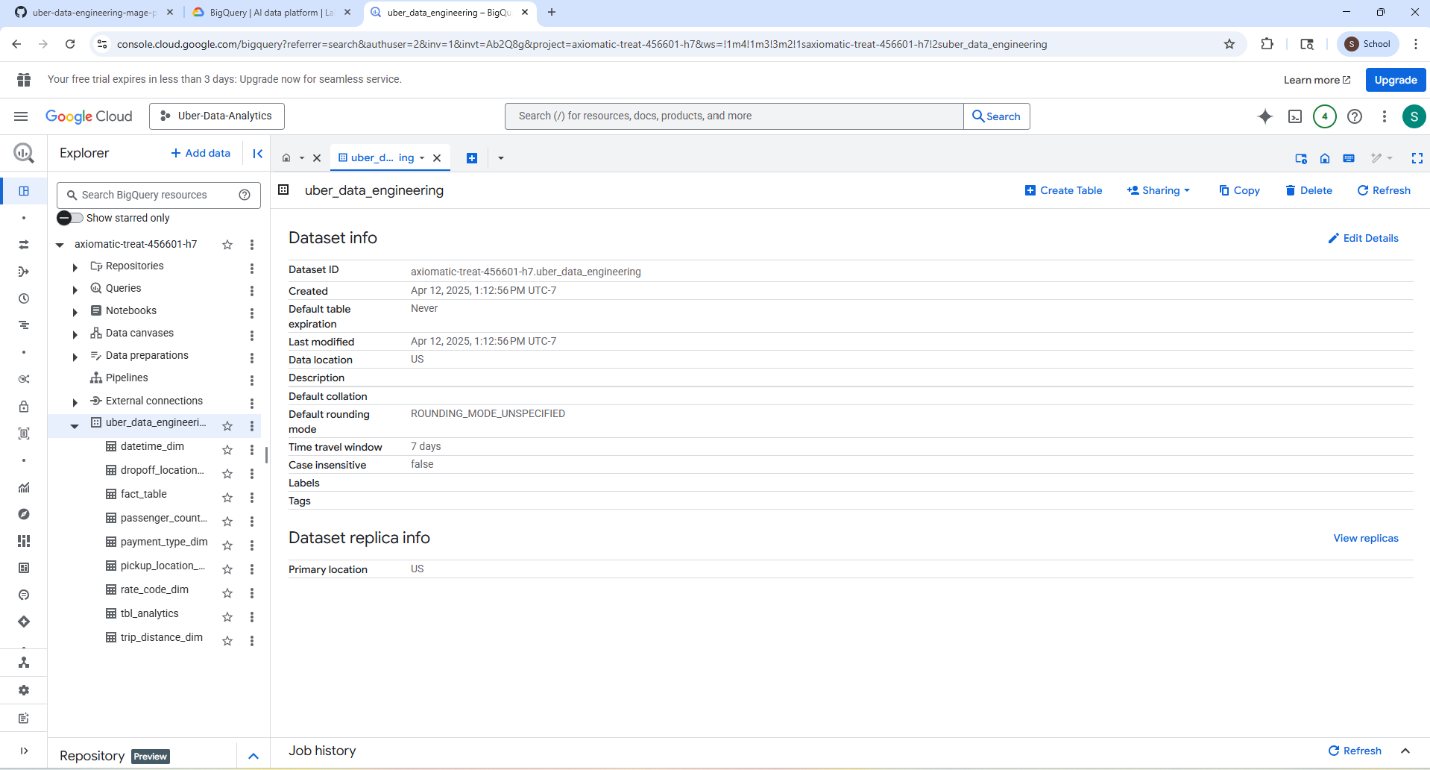 uber-data-engineering-mage-p
BigQuery | AI data platform | La
uber_data_engineering – BigQu
console.cloud.google.com/bigquery?referrer=search&authuser=2&inv=1&invt=Ab2Q8g&project=axiomatic-treat-456601-h7&ws=!1m4!1m3!3m2!1saxiomatic-treat-456601-h7!2suber_data_engineering
S School
Your free trial expires in less than 3 days: Upgrade now for seamless service.
Learn more
Upgrade
Google Cloud
Uber-Data-Analytics
Search (/) for resources, docs, products, and more
Search
4
S
Explorer
+ Add data
uber_d... ing
Search BigQuery resources
uber_data_engineering
Create Table
Sharing
Copy
Delete
Refresh
Show starred only
axiomatic-treat-456601-h7
Repositories
Queries
Notebooks
Data canvases
Data preparations
Pipelines
External connections
uber_data_engineeri...
datetime_dim
dropoff_location...
fact_table
passenger_count...
payment_type_dim
pickup_location_...
rate_code_dim
tbl_analytics
trip_distance_dim
Dataset info
Edit Details
Dataset ID axiomatic-treat-456601-h7.uber_data_engineering
Created Apr 12, 2025, 1:12:56 PM UTC-7
Default table expiration Never
Last modified Apr 12, 2025, 1:12:56 PM UTC-7
Data location US
Description
Default collation
Default rounding mode ROUNDING_MODE_UNSPECIFIED
Time travel window 7 days
Case insensitive false
Labels
Tags
Dataset replica info
View replicas
Primary location US
Repository Preview
Job history
Refresh